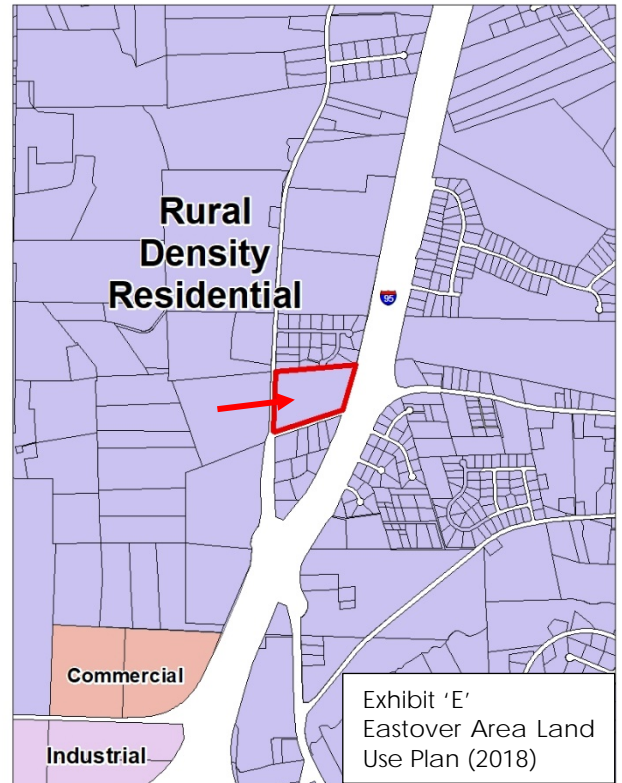 Rural
Density
Residential
95
Commercial
Industrial
Exhibit ‘E’
Eastover Area Land
Use Plan (2018)